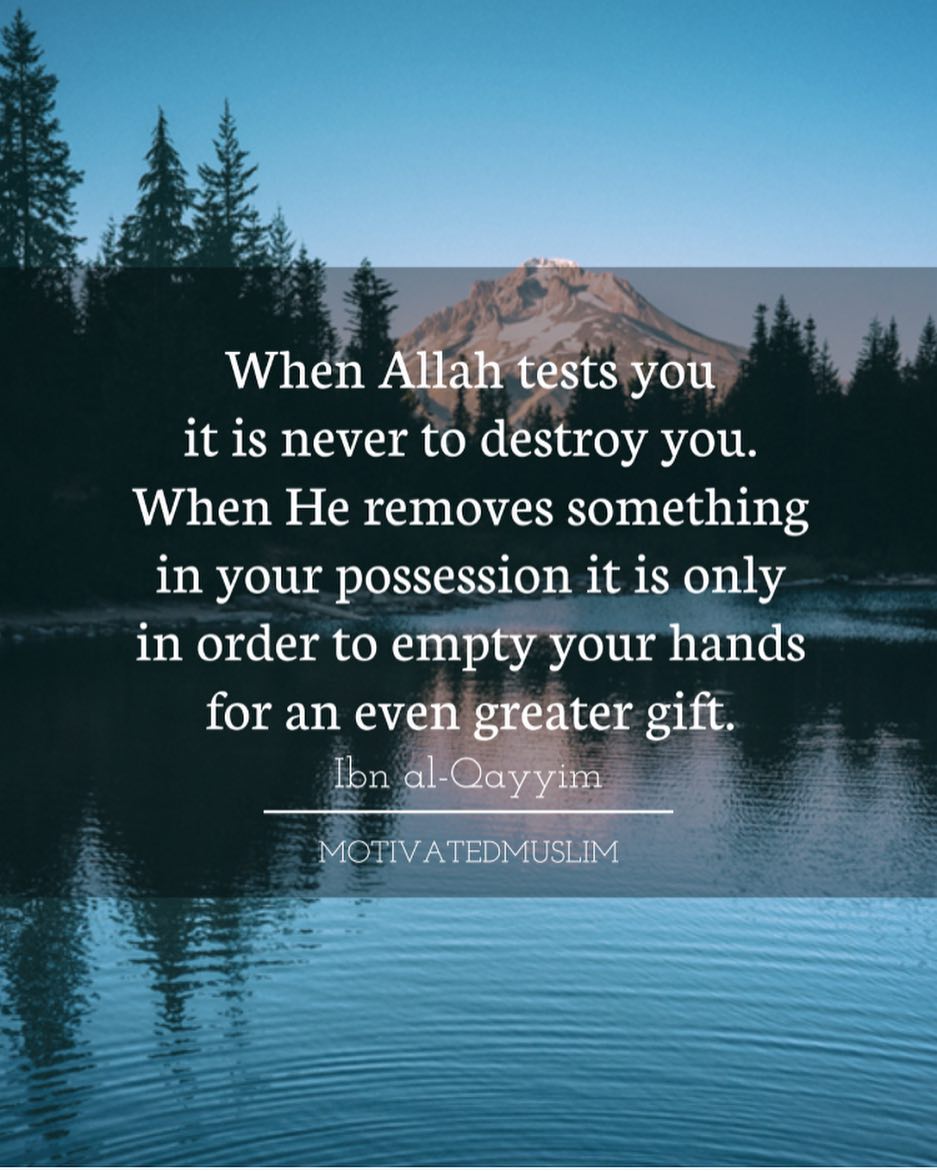 When Allah tests you
it is never to destroy you.
When He removes something
in your possession it is only
in order to empty your hands
for an even greater gift.
Ibn al-Qayyim
MOTIVATEDMUSLIM